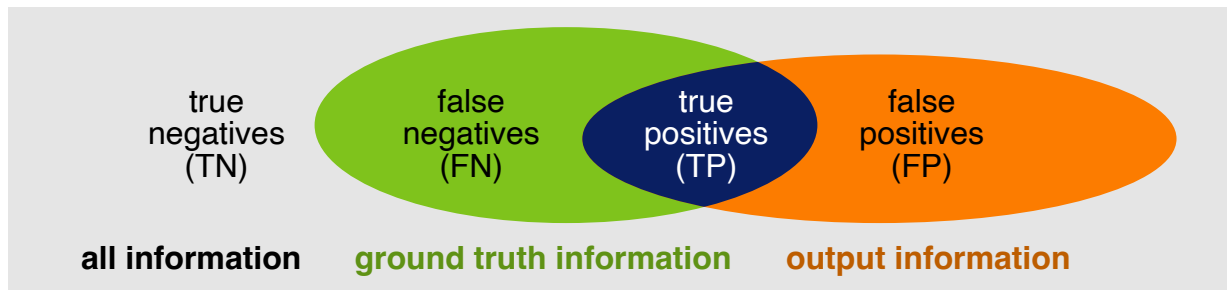 true
negatives
(TN)
false
negatives
(FN)
true
positives
(TP)
false
positives
(FP)
all information
ground truth information
output information